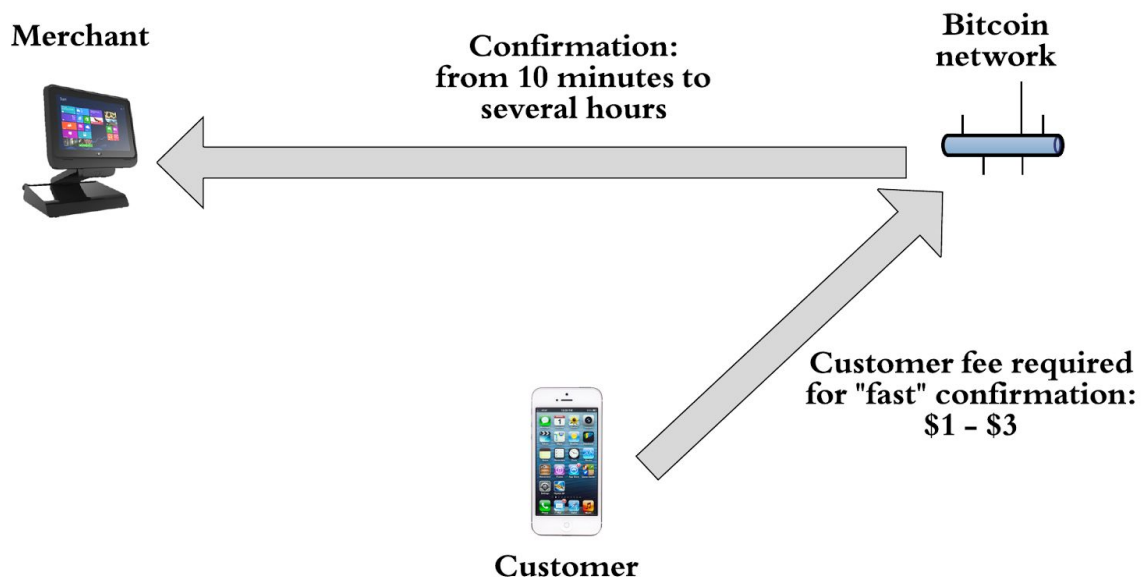 Merchant
Confirmation:
from 10 minutes to
several hours
Bitcoin
network
Customer fee required
for "fast" confirmation:
$1 - $3
Customer